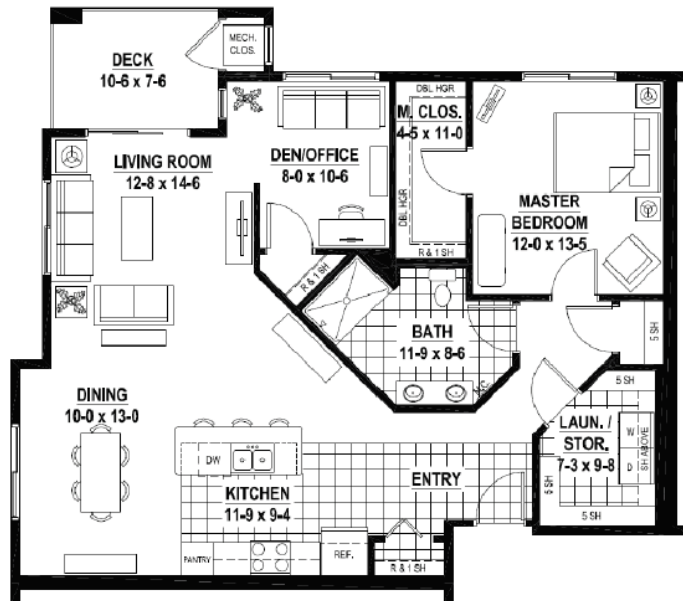 MECH.
CLOS.
DECK
10-6 x 7-6
DBL HGR
M. CLOS.
4-5 x 11-0
DBL HGR
R & 1 SH
LIVING ROOM
12-8 x 14-6
DEN/OFFICE
8-0 x 10-6
R & 1 SH
MASTER
BEDROOM
12-0 x 13-5
BATH
11-9 x 8-6
M.C.
5 SH
5 SH
LAUN. /
STOR.
7-3 x 9-8
W
D
SH ABOVE
5 SH
5 SH
DINING
10-0 x 13-0
DW
KITCHEN
11-9 x 9-4
ENTRY
PANTRY
REF.
R & 1 SH